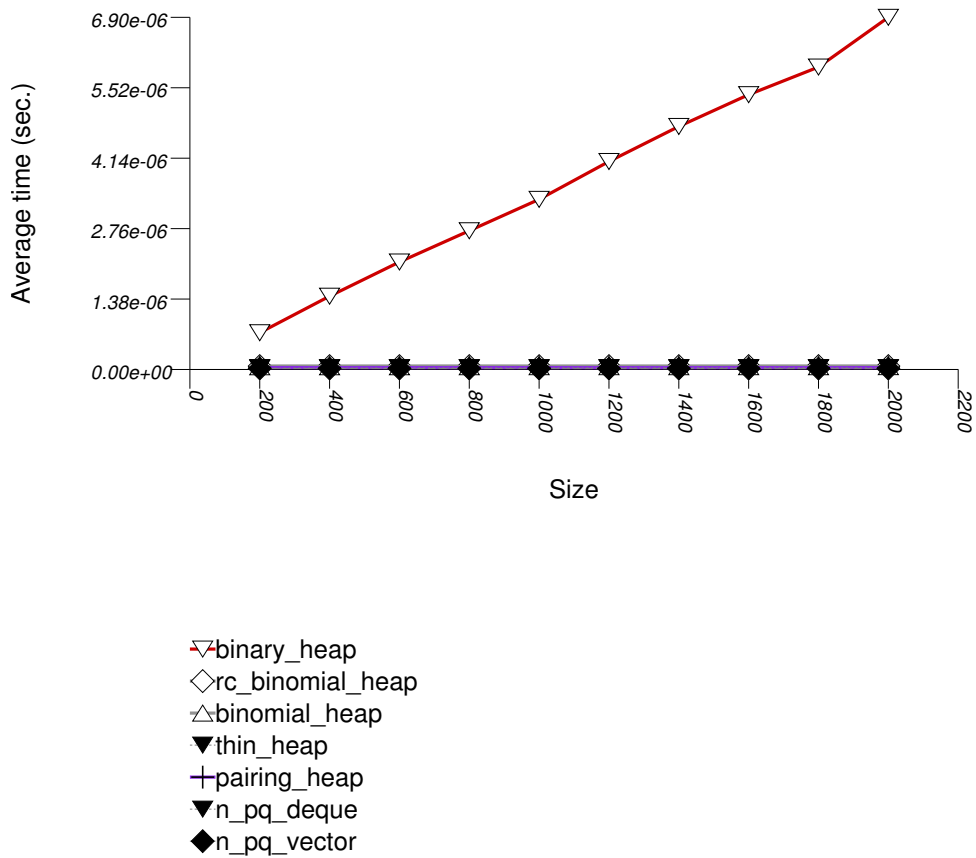 6.90e-06
5.52e-06
4.14e-06
2.76e-06
1.38e-06
0.00e+00
Average time (sec.)
0 200 400 600 800 1000 1200 1400 1600 1800 2000 2200
Size
binary_heap
rc_binomial_heap
binomial_heap
thin_heap
pairing_heap
n_pq_deque
n_pq_vector